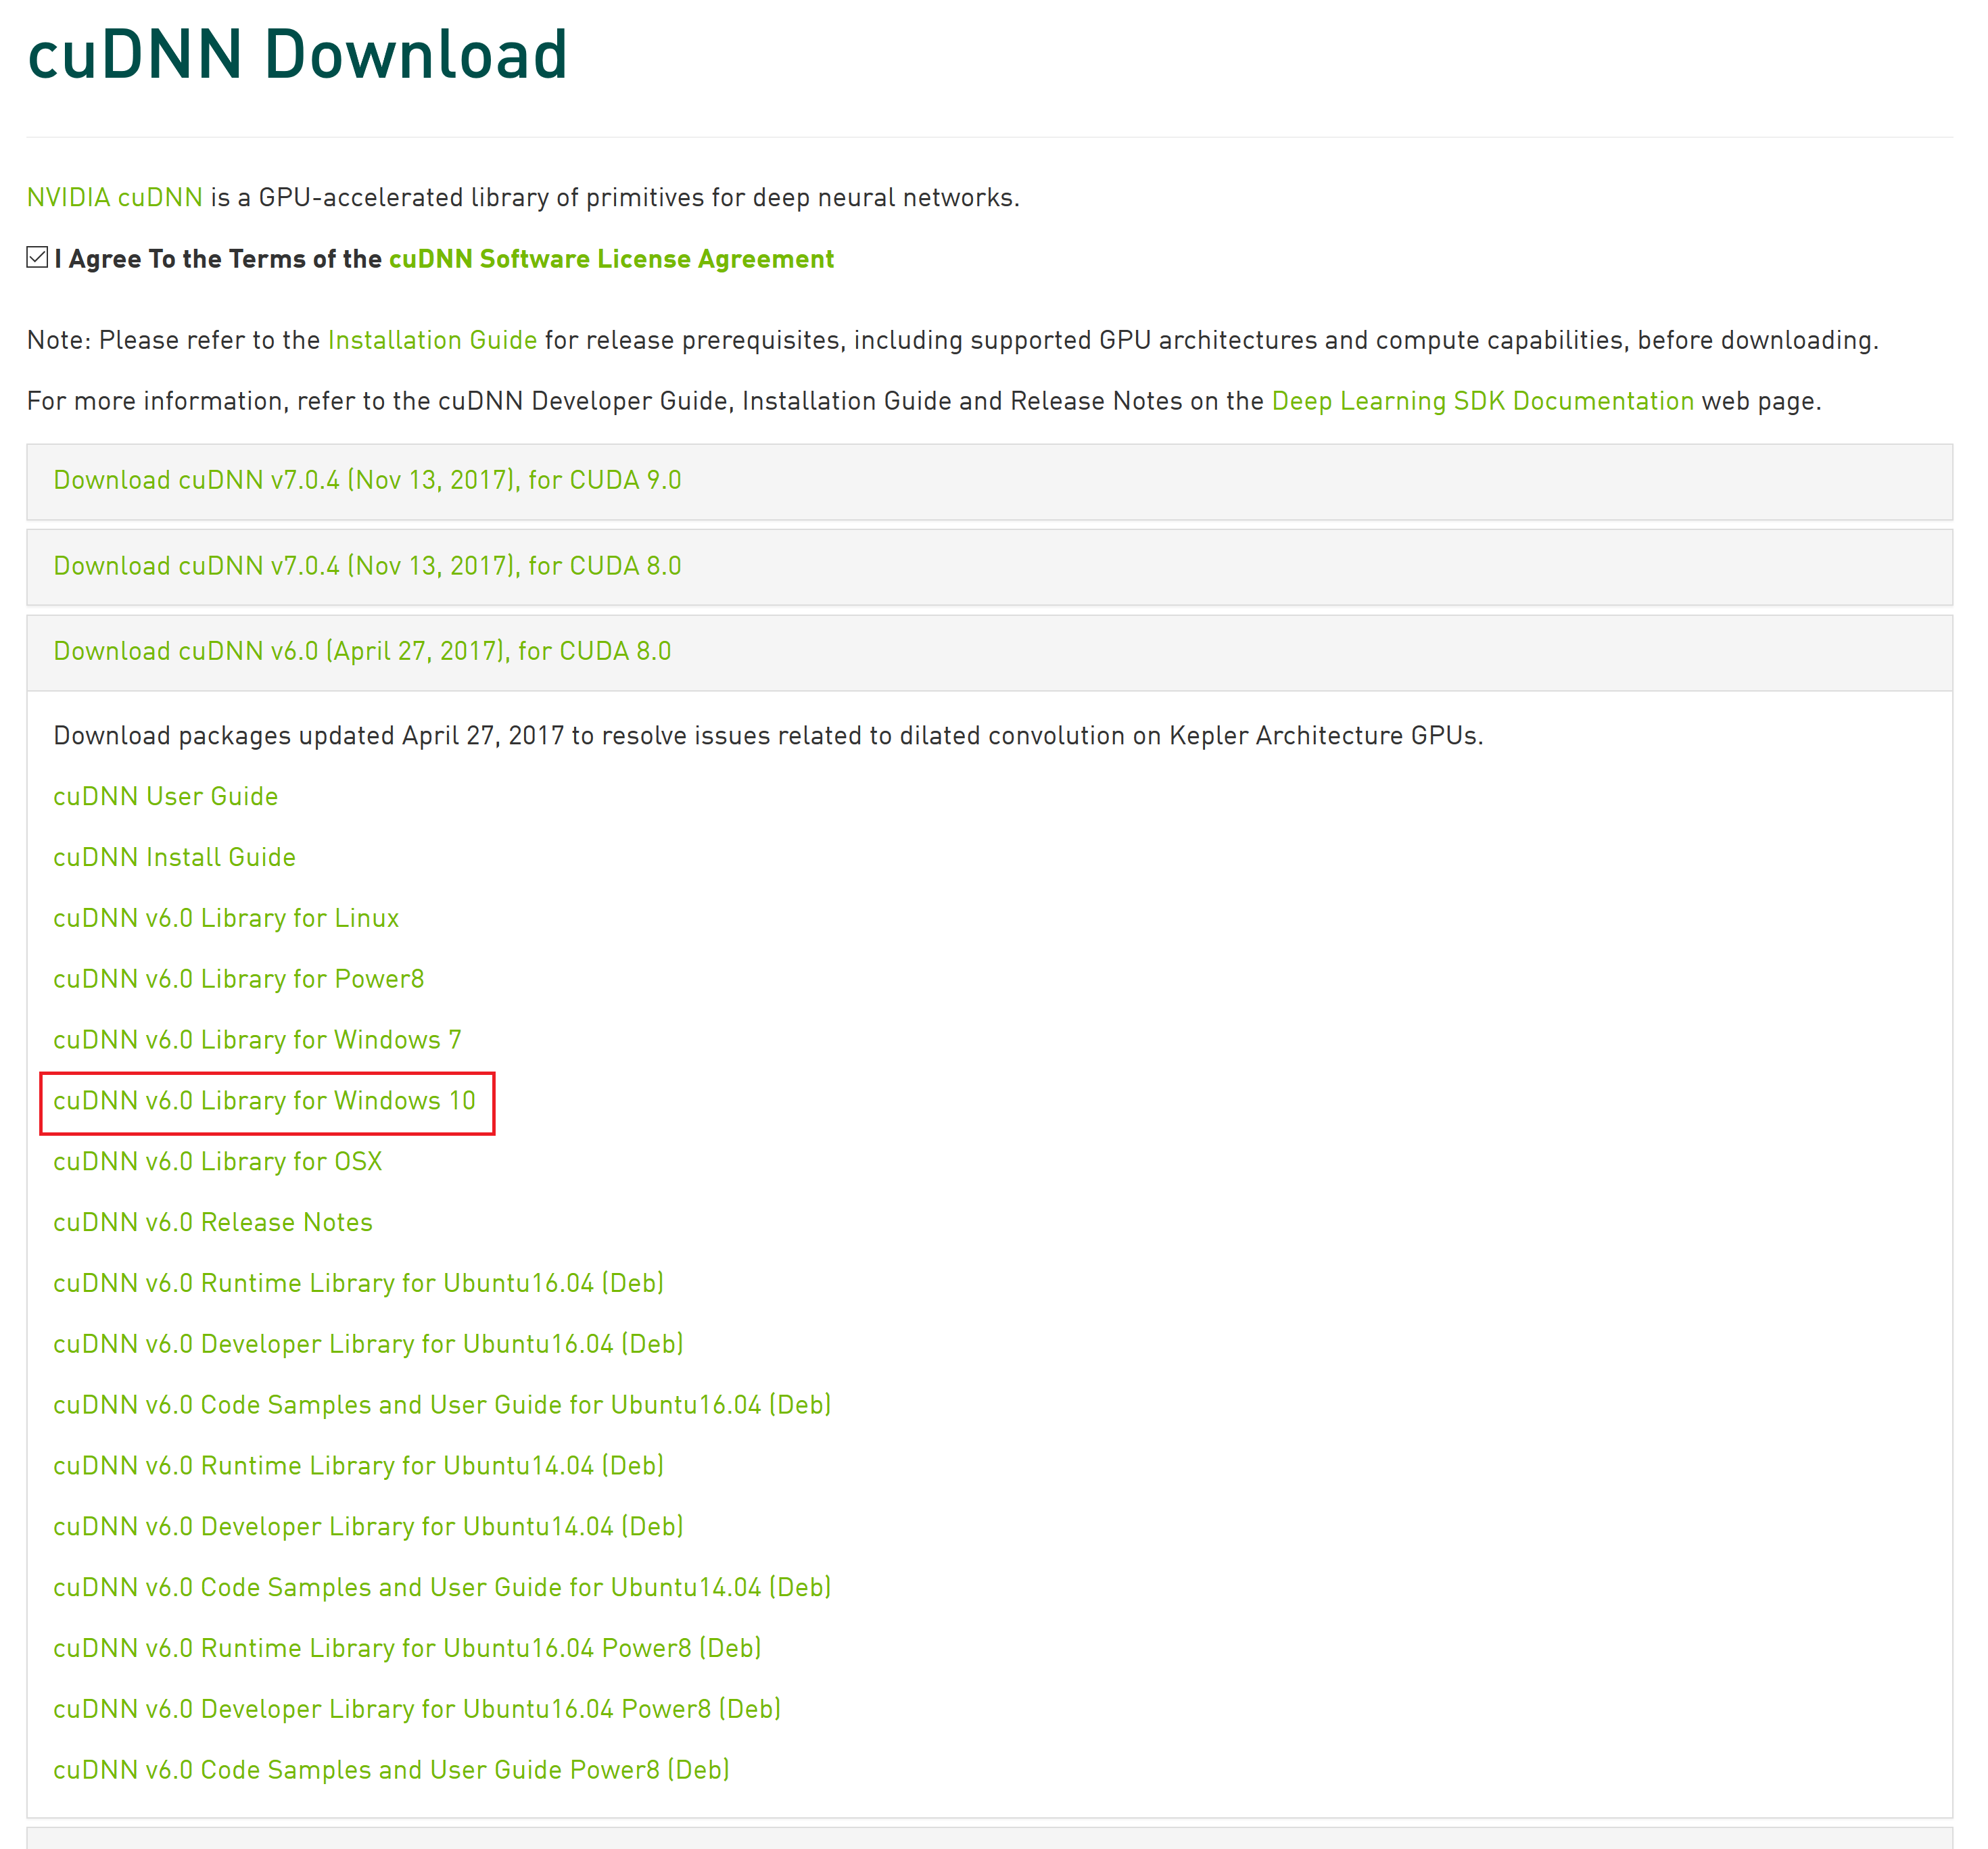 cuDNN Download
NVIDIA cuDNN is a GPU-accelerated library of primitives for deep neural networks.
I Agree To the Terms of the cuDNN Software License Agreement
Note: Please refer to the Installation Guide for release prerequisites, including supported GPU architectures and compute capabilities, before downloading.
For more information, refer to the cuDNN Developer Guide, Installation Guide and Release Notes on the Deep Learning SDK Documentation web page.
Download cuDNN v7.0.4 (Nov 13, 2017), for CUDA 9.0
Download cuDNN v7.0.4 (Nov 13, 2017), for CUDA 8.0
Download cuDNN v6.0 (April 27, 2017), for CUDA 8.0
Download packages updated April 27, 2017 to resolve issues related to dilated convolution on Kepler Architecture GPUs.
cuDNN User Guide
cuDNN Install Guide
cuDNN v6.0 Library for Linux
cuDNN v6.0 Library for Power8
cuDNN v6.0 Library for Windows 7
cuDNN v6.0 Library for Windows 10
cuDNN v6.0 Library for OSX
cuDNN v6.0 Release Notes
cuDNN v6.0 Runtime Library for Ubuntu16.04 (Deb)
cuDNN v6.0 Developer Library for Ubuntu16.04 (Deb)
cuDNN v6.0 Code Samples and User Guide for Ubuntu16.04 (Deb)
cuDNN v6.0 Runtime Library for Ubuntu14.04 (Deb)
cuDNN v6.0 Developer Library for Ubuntu14.04 (Deb)
cuDNN v6.0 Code Samples and User Guide for Ubuntu14.04 (Deb)
cuDNN v6.0 Runtime Library for Ubuntu16.04 Power8 (Deb)
cuDNN v6.0 Developer Library for Ubuntu16.04 Power8 (Deb)
cuDNN v6.0 Code Samples and User Guide Power8 (Deb)